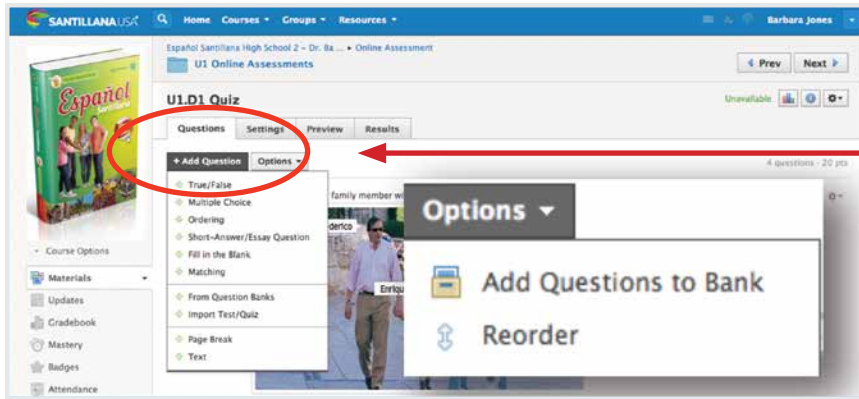 SANTILLANA USA Home Courses Groups Resources Barbara Jones
Español Santillana High School 2 - Dr. Ba ... Online Assessment
U1 Online Assessments
Prev Next
Español
Santillana
U1.D1 Quiz
Unavailable
Questions Settings Preview Results
+ Add Question Options
4 questions - 20 pts
True/False
Multiple Choice
Ordering
Short-Answer/Essay Question
Fill in the Blank
Matching
From Question Banks
Import Test/Quiz
Page Break
Text
family member wi
derico
Enriqu
Options
Add Questions to Bank
Reorder
Course Options
Materials
Updates
Gradebook
Mastery
Badges
Attendance